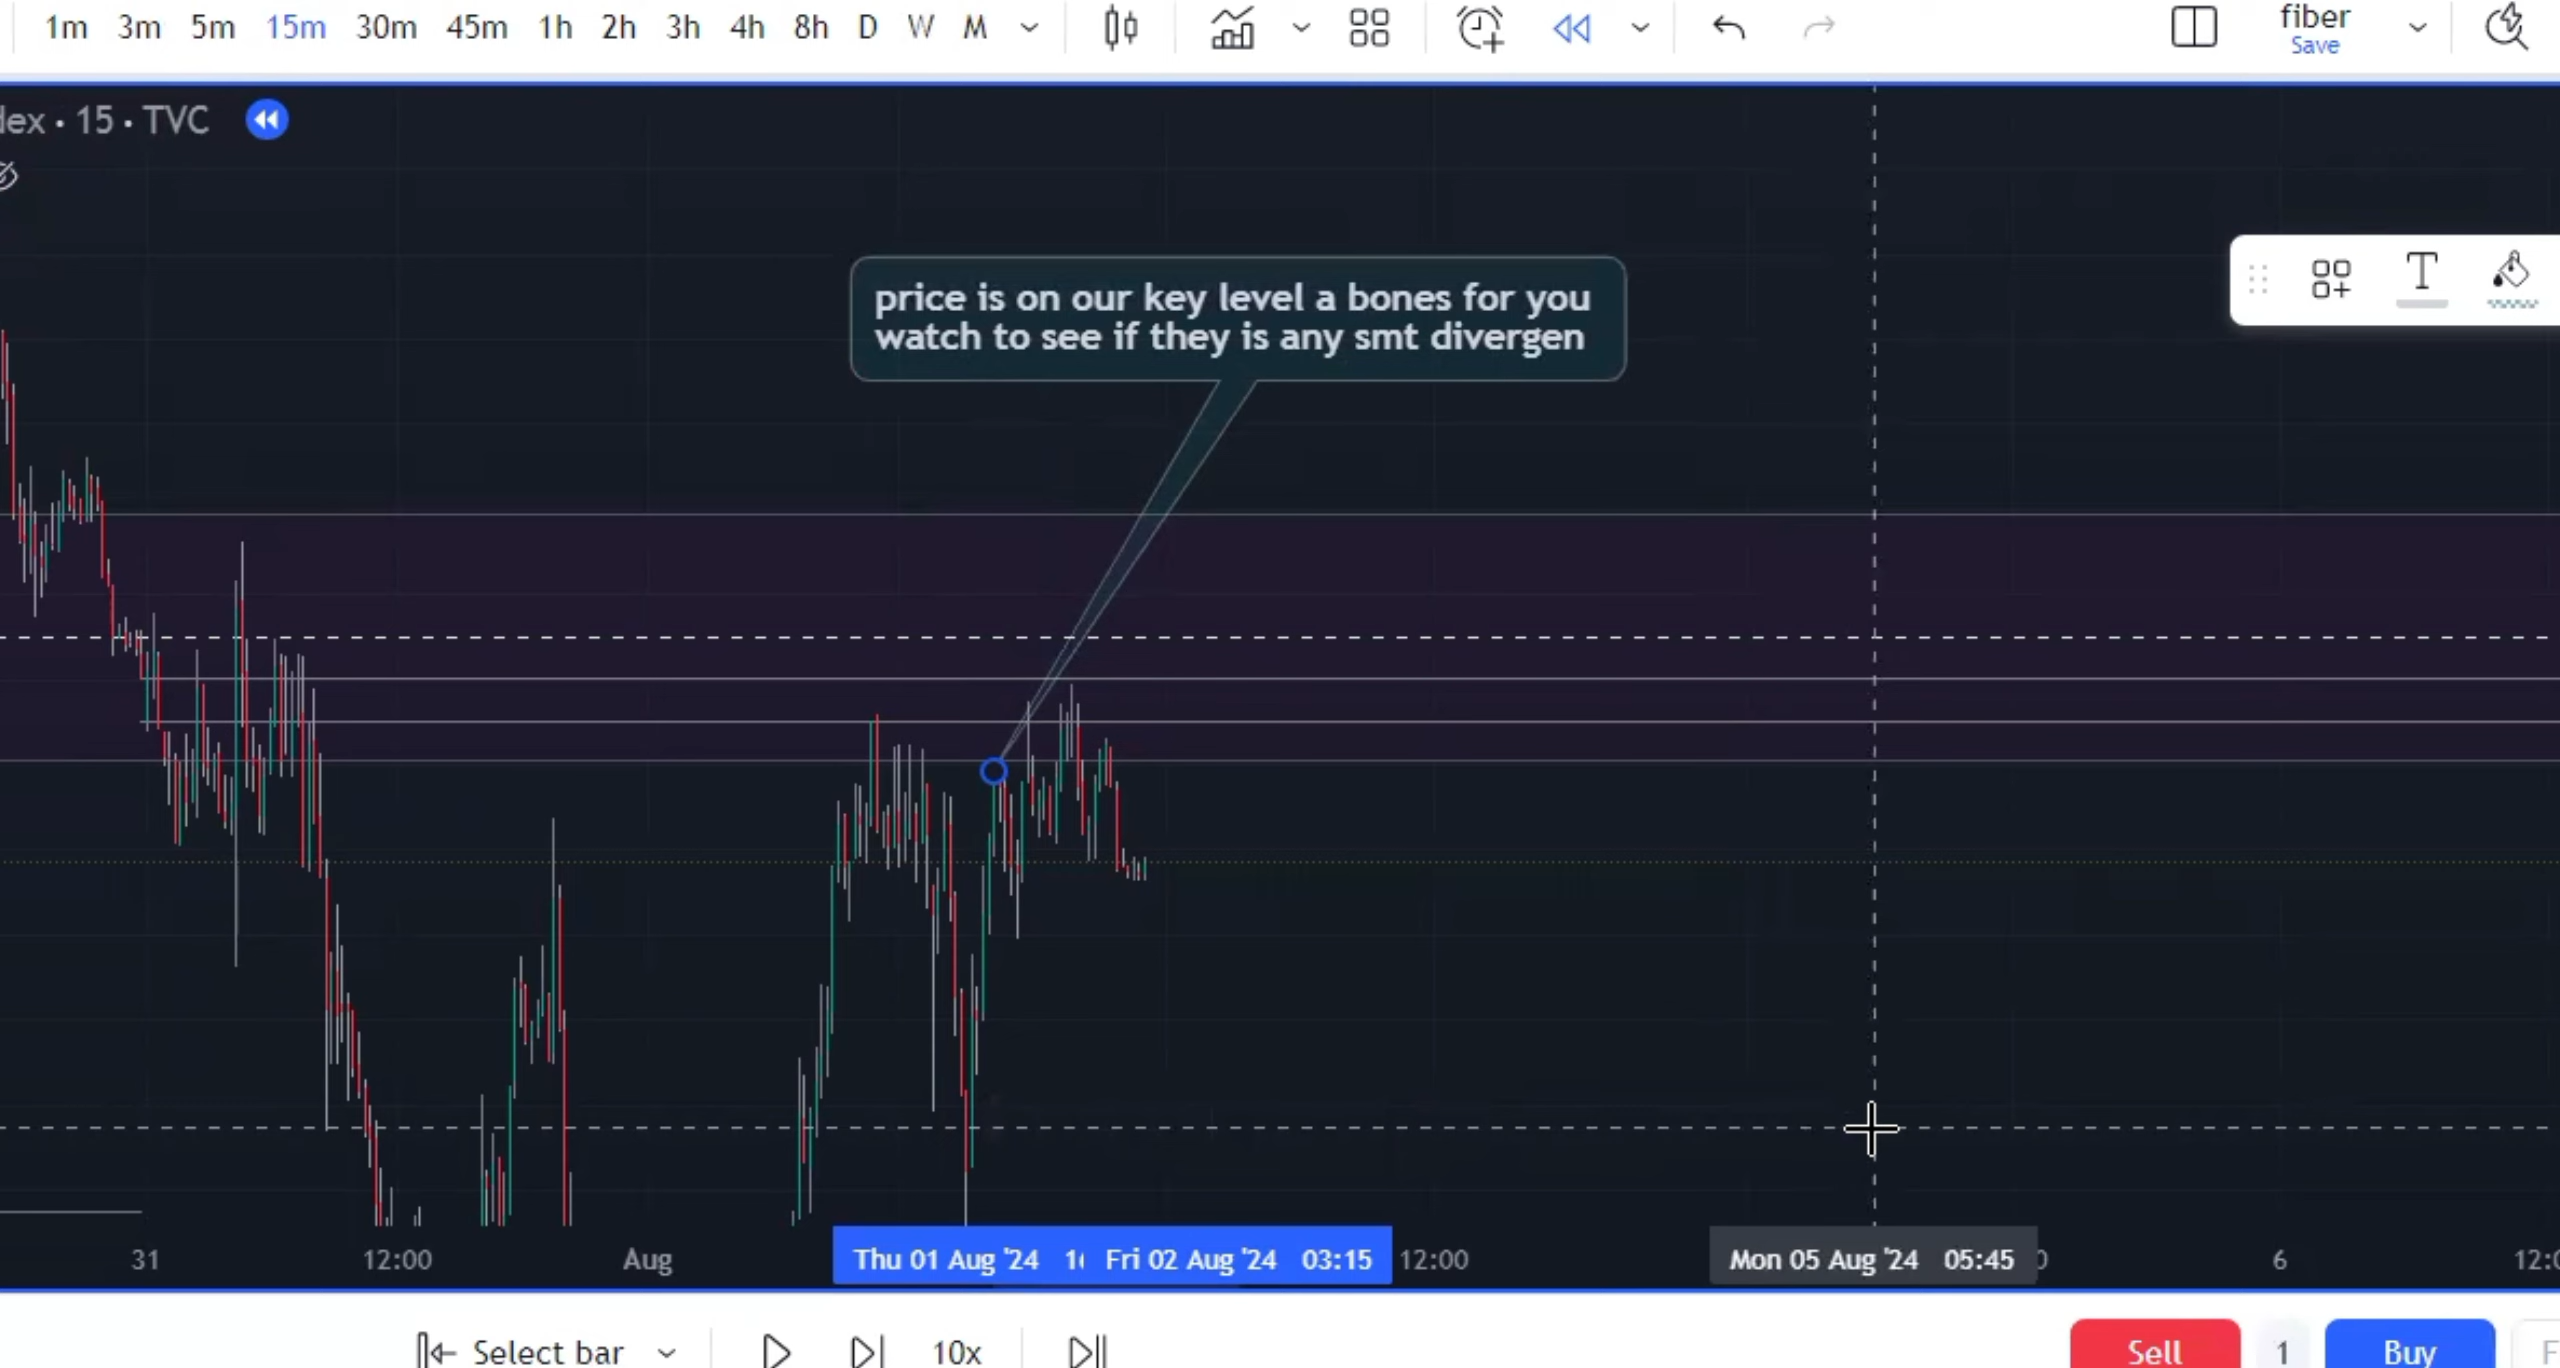 1m 3m 5m 15m 30m 45m 1h 2h 3h 4h 8h D W M
fiber
Save
dex · 15 · TVC
price is on our key level a bones for you
watch to see if they is any smt divergen
31 12:00 Aug Thu 01 Aug '24 Fri 02 Aug '24 03:15 12:00 Mon 05 Aug '24 05:45 6
Select bar 10x Sell 1 Buy